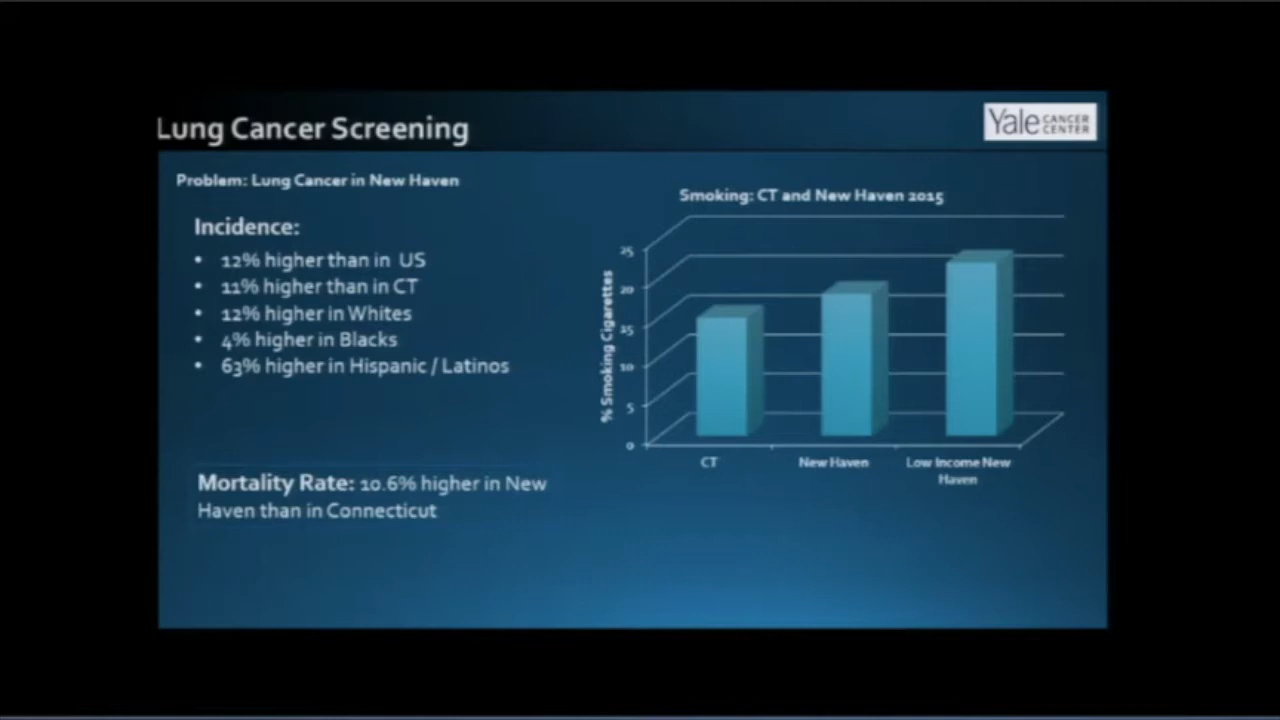 Lung Cancer Screening
Yale CANCER CENTER
Problem: Lung Cancer in New Haven
Incidence:
• 12% higher than in US
• 11% higher than in CT
• 12% higher in Whites
• 4% higher in Blacks
• 63% higher in Hispanic / Latinos
Mortality Rate: 10.6% higher in New
Haven than in Connecticut
Smoking: CT and New Haven 2015
% Smoking Cigarettes
25
20
15
10
5
0
CT
New Haven
Low Income New
Haven